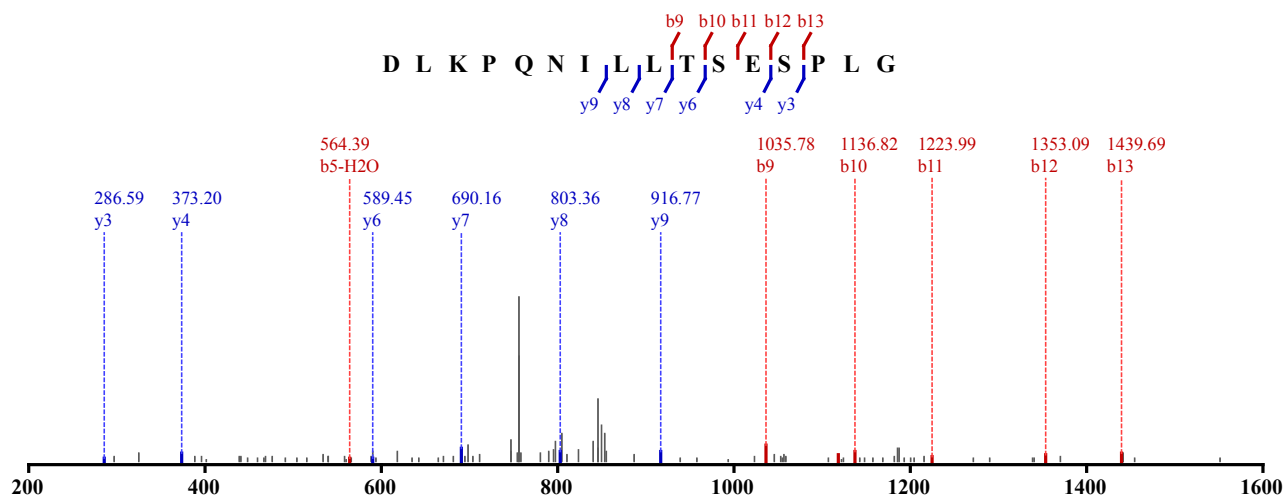 b9 b10 b11 b12 b13
D L K P Q N I L L T S E S P L G
y9 y8 y7 y6 y4 y3
564.39 1035.78 1136.82 1223.99 1353.09 1439.69
b5-H2O b9 b10 b11 b12 b13
286.59 373.20 589.45 690.16 803.36 916.77
y3 y4 y6 y7 y8 y9
200 400 600 800 1000 1200 1400 1600